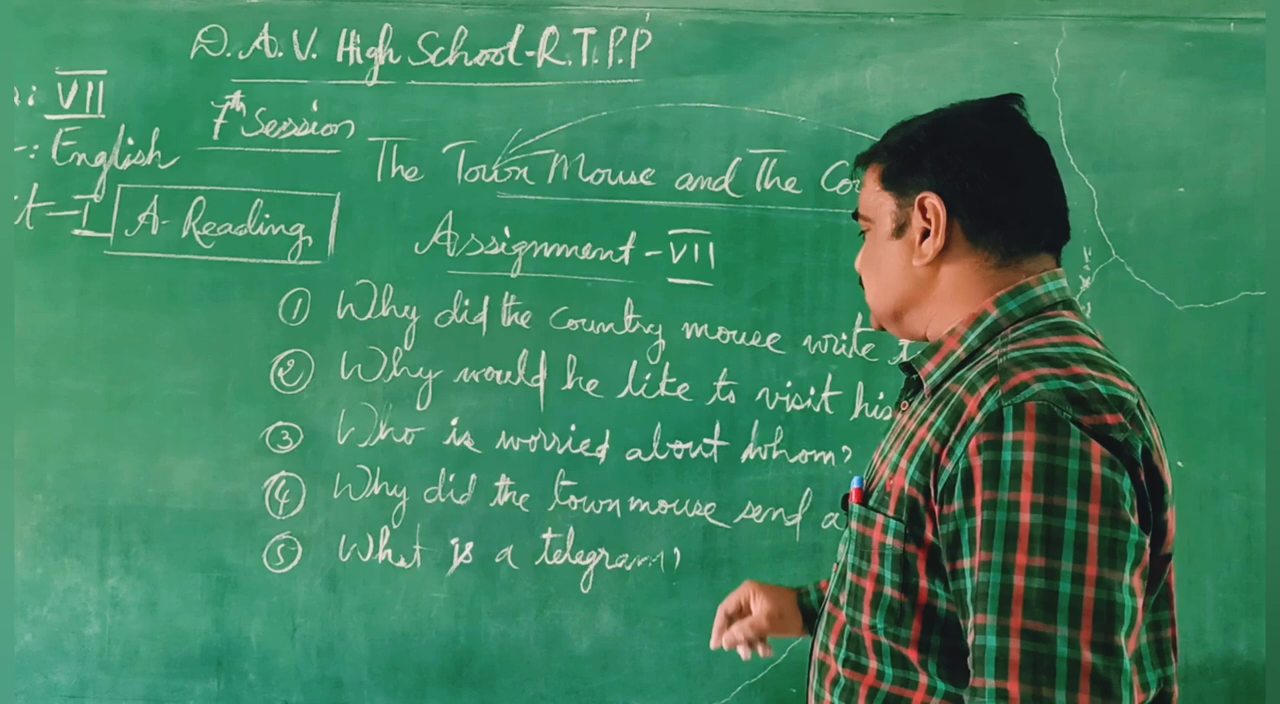 D. A. V. High School-R.T.P.P
: VII
7th Session
-: English
The Town Mouse and The Co
t-I A-Reading
Assignment-VII
① Why did the country mouse write
② Why would he like to visit his
③ Who is worried about whom?
④ Why did the town mouse send a
⑤ What is a telegram?